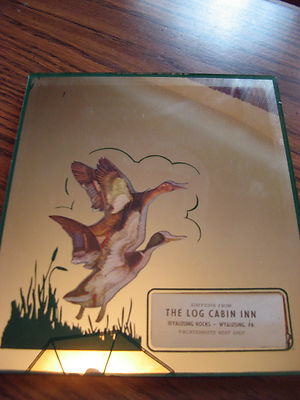 SOUVENIR FROM
THE LOG CABIN INN
WYALUSING ROCKS - WYALUSING, PA.